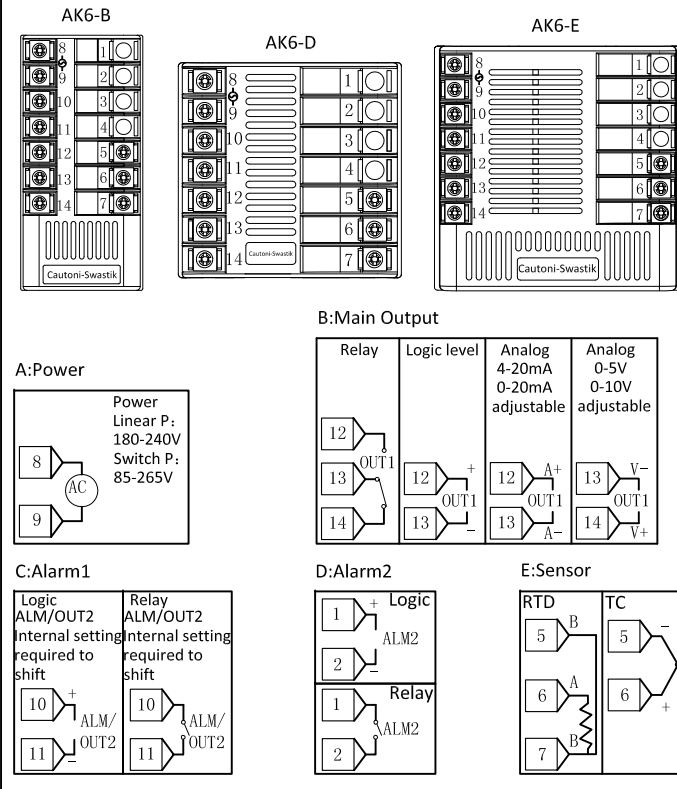 AK6-B
AK6-D
AK6-E
8 1
9 2
10 3
11 4
12 5
13 6
14 7
Cautoni-Swastik
8 1
9 2
10 3
11 4
12 5
13 6
14 7
Cautoni-Swastik
8 1
9 2
10 3
11 4
12 5
13 6
14 7
Cautoni-Swastik
A:Power
Power
Linear P:
180-240V
Switch P:
85-265V
8
AC
9
B:Main Output
Relay
12
OUT1
13
14
Logic level
12 +
OUT1
13 −
Analog
4-20mA
0-20mA
adjustable
12 A+
OUT1
13 A−
Analog
0-5V
0-10V
adjustable
13 V−
OUT1
14 V+
C:Alarm1
Logic
ALM/OUT2
Internal setting
required to
shift
10 +
ALM/
OUT2
11 −
Relay
ALM/OUT2
Internal setting
required to
shift
10
ALM/
OUT2
11
D:Alarm2
Logic
1 +
ALM2
2 −
Relay
1
ALM2
2
E:Sensor
RTD
5 B
6 A
7 B
TC
5 −
6 +